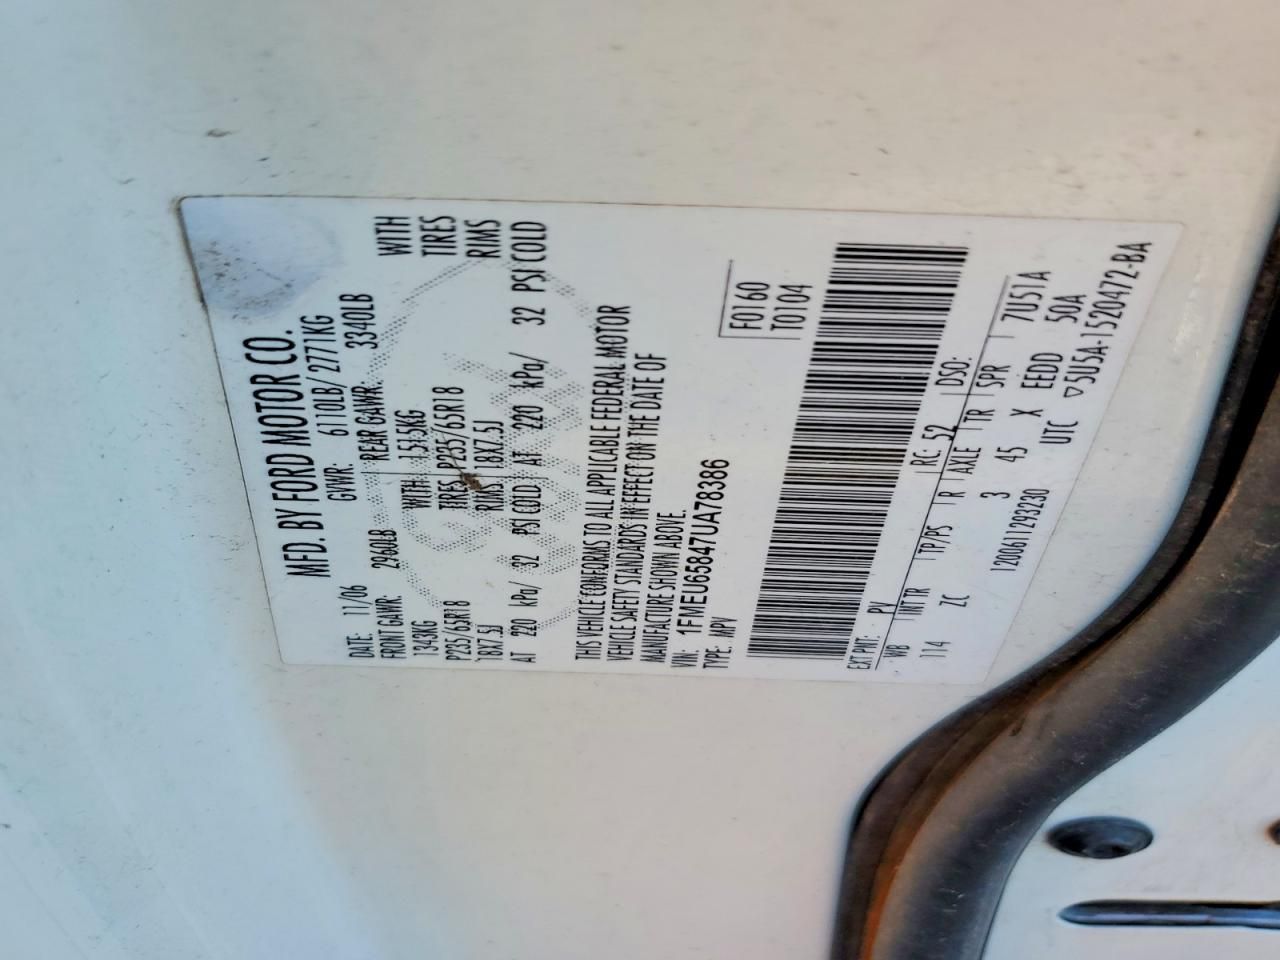 MFD. BY FORD MOTOR CO.
DATE: 11/06 GVWR: 6110LB/ 2771KG
FRONT GAWR: 2960LB REAR GAWR: 3340LB
1343KG WITH 1515KG WITH
P235/65R18 TIRES P235/65R18 TIRES
18X7.5J RIMS 18X7.5J RIMS
AT 220 kPa/ 32 PSI COLD AT 220 kPa/ 32 PSI COLD
THIS VEHICLE CONFORMS TO ALL APPLICABLE FEDERAL MOTOR
VEHICLE SAFETY STANDARDS IN EFFECT ON THE DATE OF
MANUFACTURE SHOWN ABOVE.
VIN: 1FMEU65847UA78386
TYPE: MPV
F0160
T0104
EXT PNT: PV RC: 52 DSO:
WB INT TR TP/PS R AXLE TR SPR 7U51A
114 ZC 3 45 X EEDD 50A
1200611293230 UTC ▽5U5A-1520472-BA